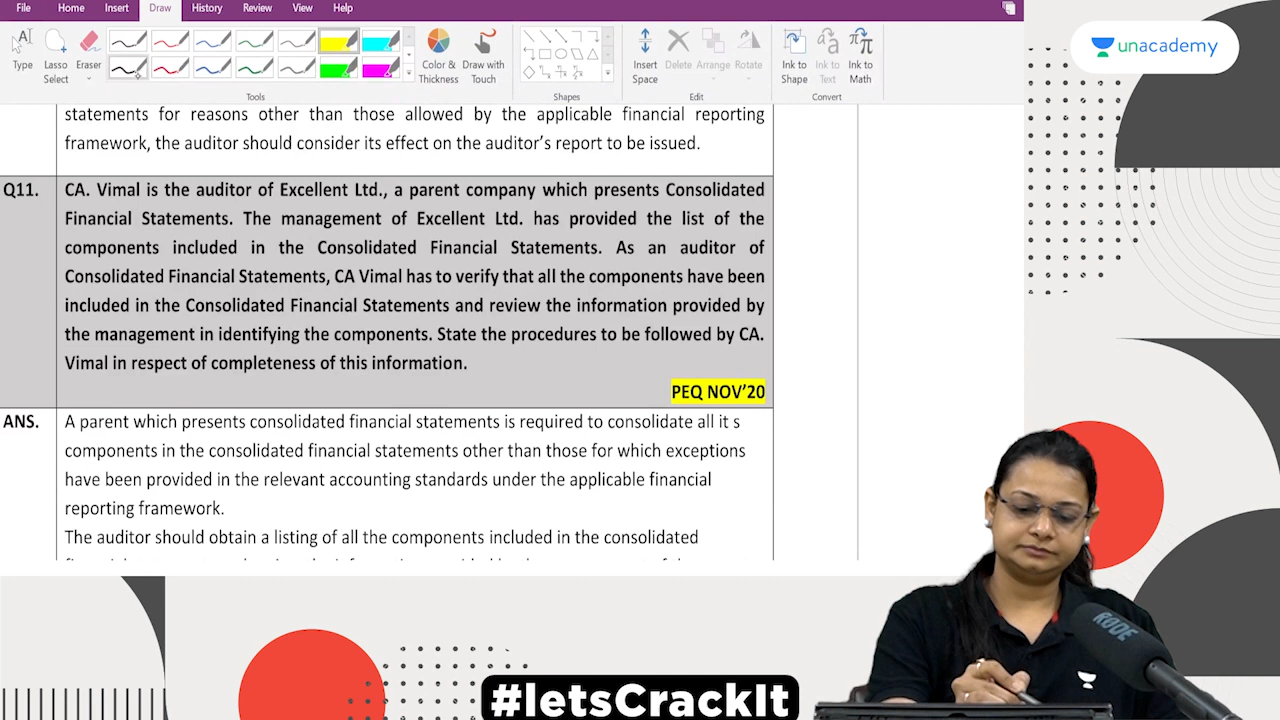 File Home Insert Draw History Review View Help
Type
Lasso Select
Eraser
Color & Thickness
Draw with Touch
Insert Space
Delete
Arrange
Rotate
Ink to Shape
Ink to Text
Ink to Math
Tools
Shapes
Edit
Convert
unacademy
statements for reasons other than those allowed by the applicable financial reporting
framework, the auditor should consider its effect on the auditor's report to be issued.
Q11. CA. Vimal is the auditor of Excellent Ltd., a parent company which presents Consolidated
Financial Statements. The management of Excellent Ltd. has provided the list of the
components included in the Consolidated Financial Statements. As an auditor of
Consolidated Financial Statements, CA Vimal has to verify that all the components have been
included in the Consolidated Financial Statements and review the information provided by
the management in identifying the components. State the procedures to be followed by CA.
Vimal in respect of completeness of this information.
PEQ NOV'20
ANS. A parent which presents consolidated financial statements is required to consolidate all it s
components in the consolidated financial statements other than those for which exceptions
have been provided in the relevant accounting standards under the applicable financial
reporting framework.
The auditor should obtain a listing of all the components included in the consolidated
RODE
#letsCrackIt